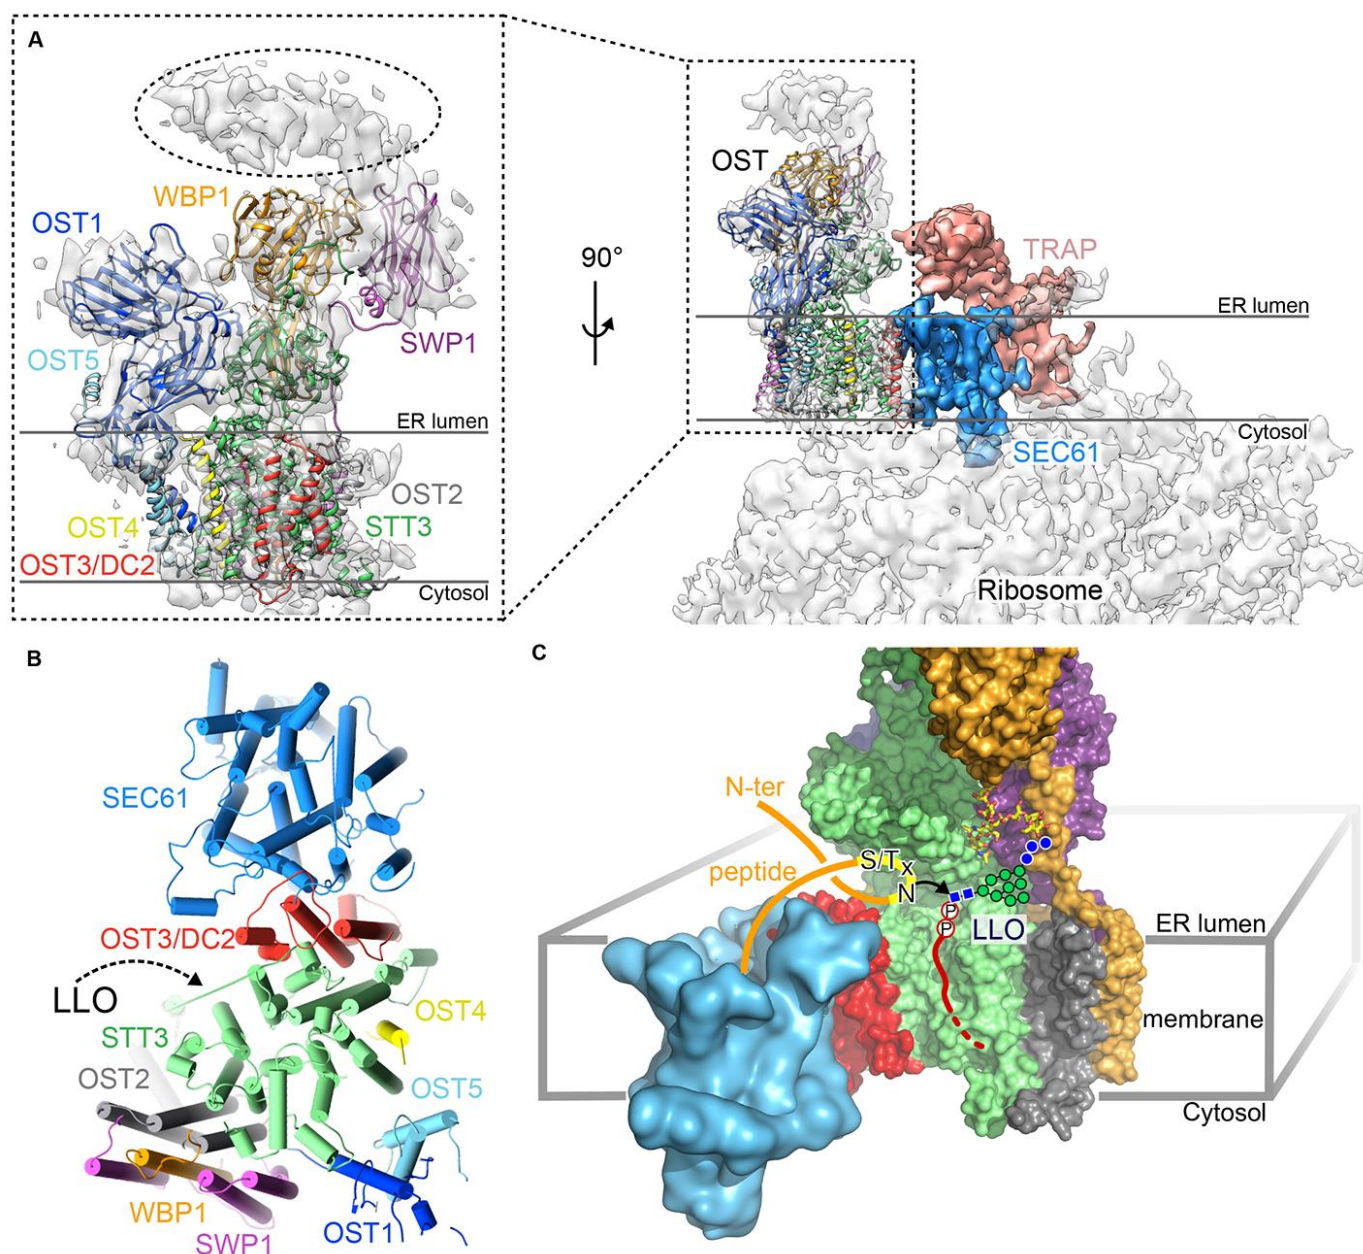 A
WBP1
OST1
OST5
SWP1
ER lumen
OST2
OST4
STT3
OST3/DC2
Cytosol
90°
OST
TRAP
ER lumen
Cytosol
SEC61
Ribosome
B
SEC61
OST3/DC2
LLO
STT3
OST4
OST2
OST5
WBP1
SWP1
OST1
C
N-ter
peptide
S/T
x
N
P
P
LLO
ER lumen
membrane
Cytosol